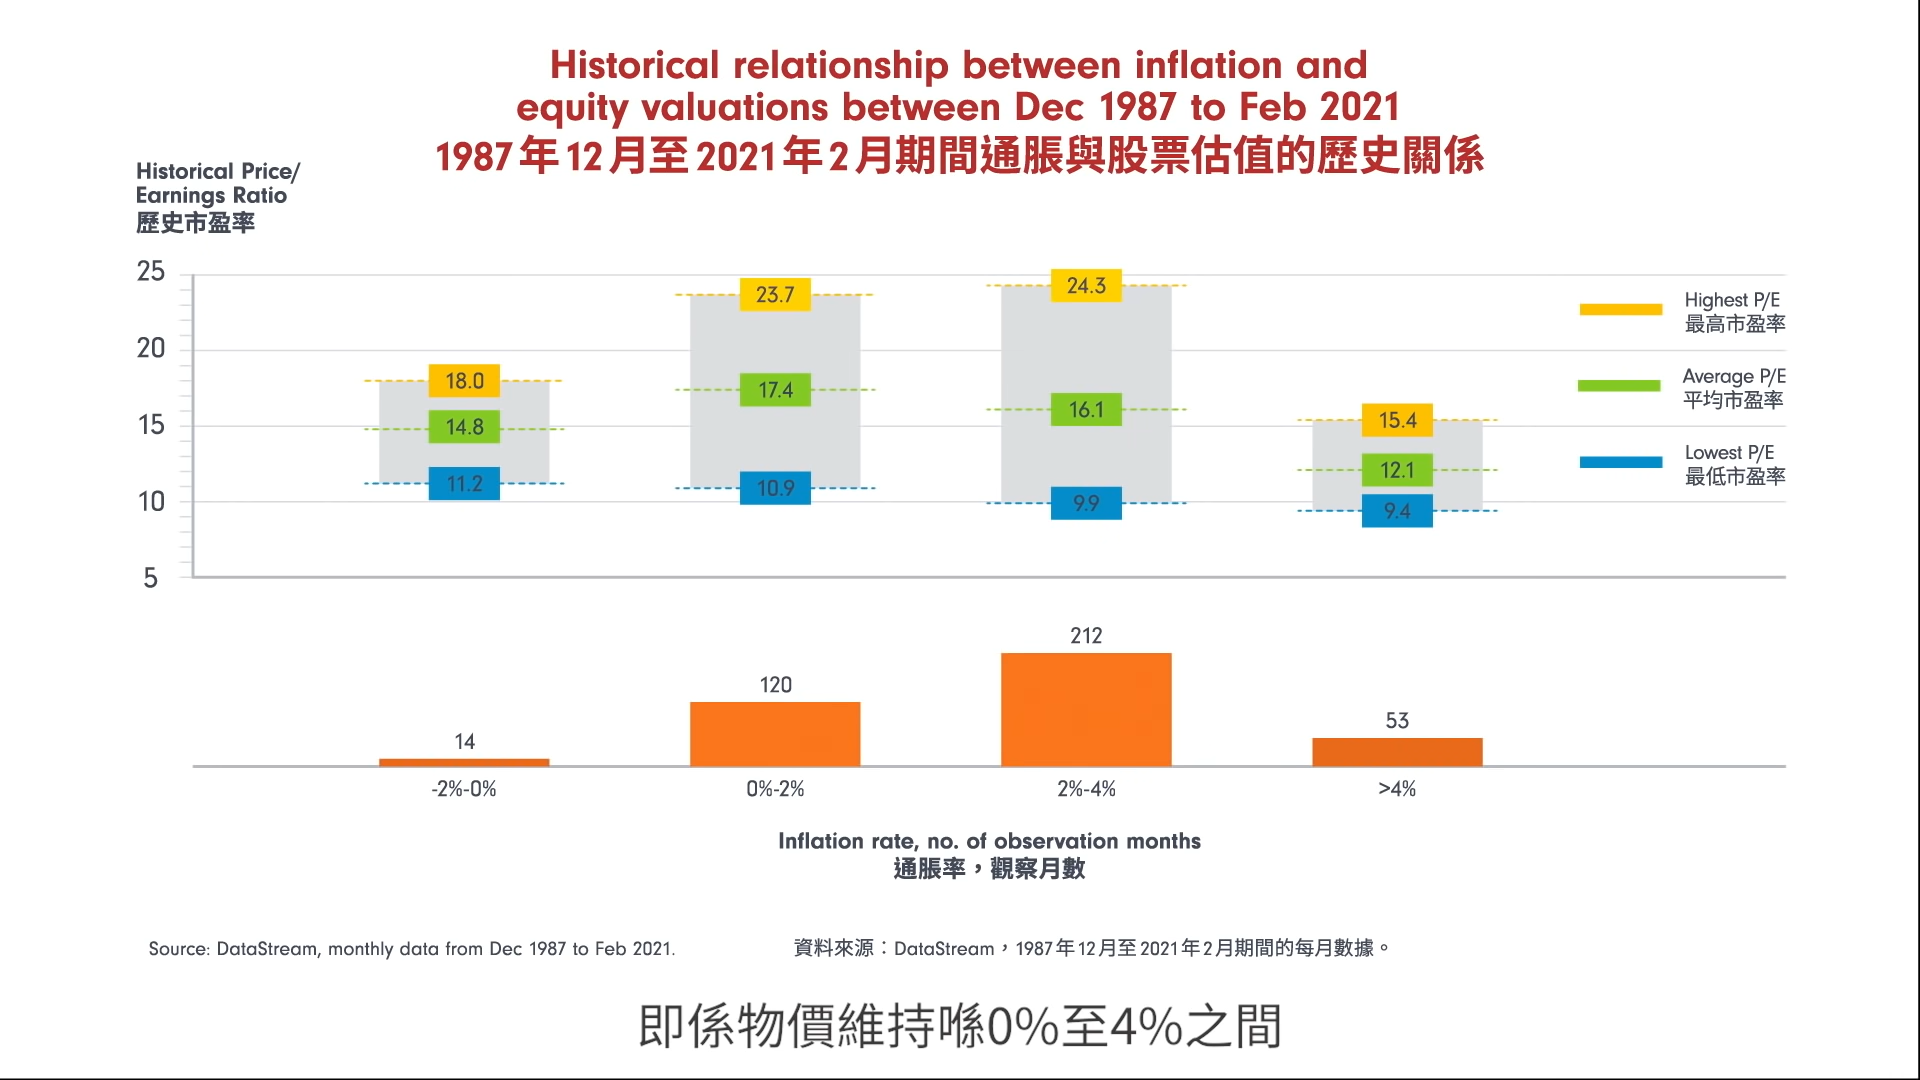 Historical relationship between inflation and
equity valuations between Dec 1987 to Feb 2021
1987年12月至2021年2月期間通脹與股票估值的歷史關係
Historical Price/
Earnings Ratio
歷史市盈率
25
20
15
10
5
18.0
14.8
11.2
23.7
17.4
10.9
24.3
16.1
9.9
15.4
12.1
9.4
Highest P/E
最高市盈率
Average P/E
平均市盈率
Lowest P/E
最低市盈率
14
120
212
53
-2%-0%
0%-2%
2%-4%
>4%
Inflation rate, no. of observation months
通脹率，觀察月數
Source: DataStream, monthly data from Dec 1987 to Feb 2021.
資料來源：DataStream，1987年12月至2021年2月期間的每月數據。
即係物價維持喺0%至4%之間